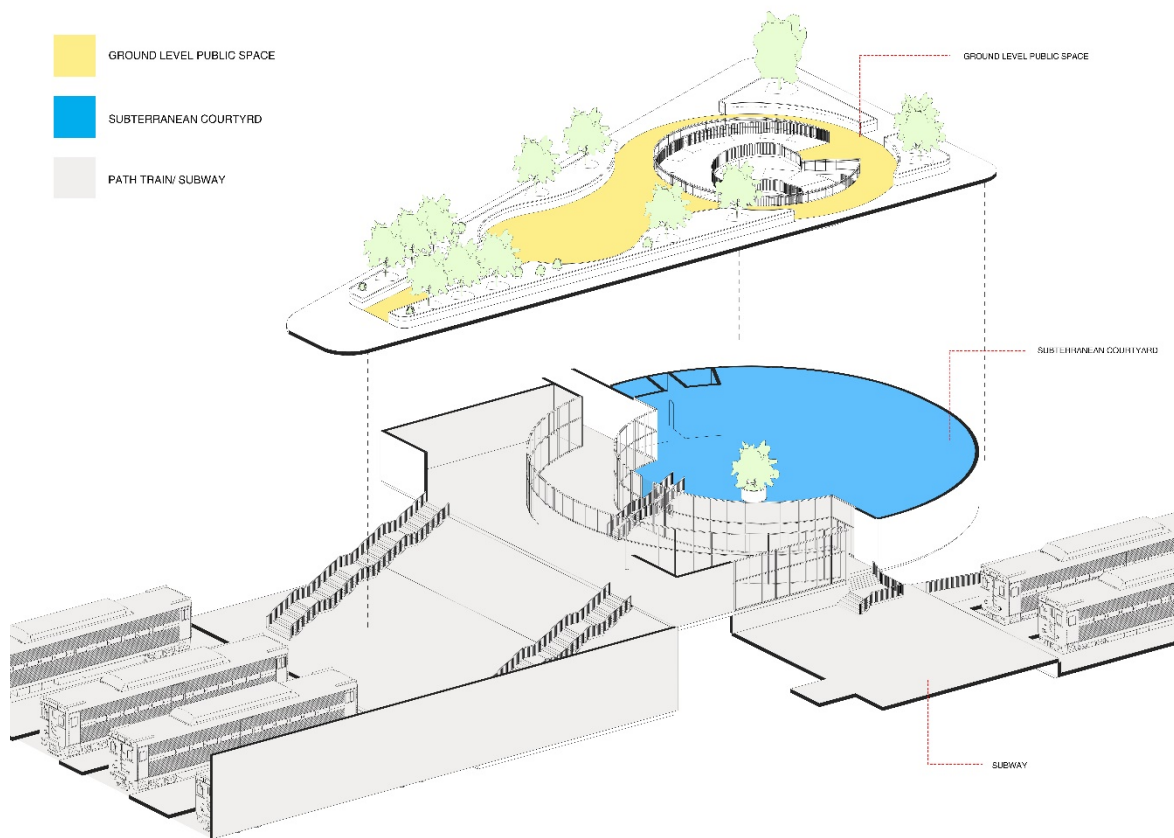 GROUND LEVEL PUBLIC SPACE
SUBTERRANEAN COURTYRD
PATH TRAIN/ SUBWAY
GROUND LEVEL PUBLIC SPACE
SUBTERRANEAN COURTYARD
SUBWAY